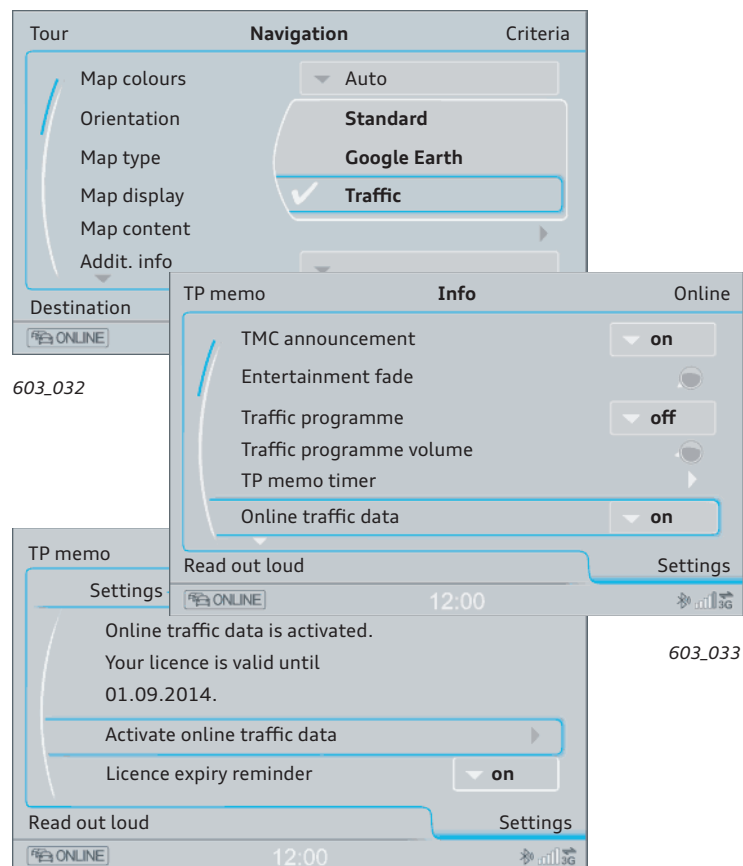 Tour Navigation Criteria
Map colours Auto
Orientation Standard
Map type Google Earth
Map display Traffic
Map content
Addit. info
Destination
ONLINE
603_032
TP memo Info Online
TMC announcement on
Entertainment fade
Traffic programme off
Traffic programme volume
TP memo timer
Online traffic data on
Read out loud Settings
ONLINE 12:00 3G
603_033
TP memo
Settings
Online traffic data is activated.
Your licence is valid until
01.09.2014.
Activate online traffic data
Licence expiry reminder on
Read out loud Settings
ONLINE 12:00 3G